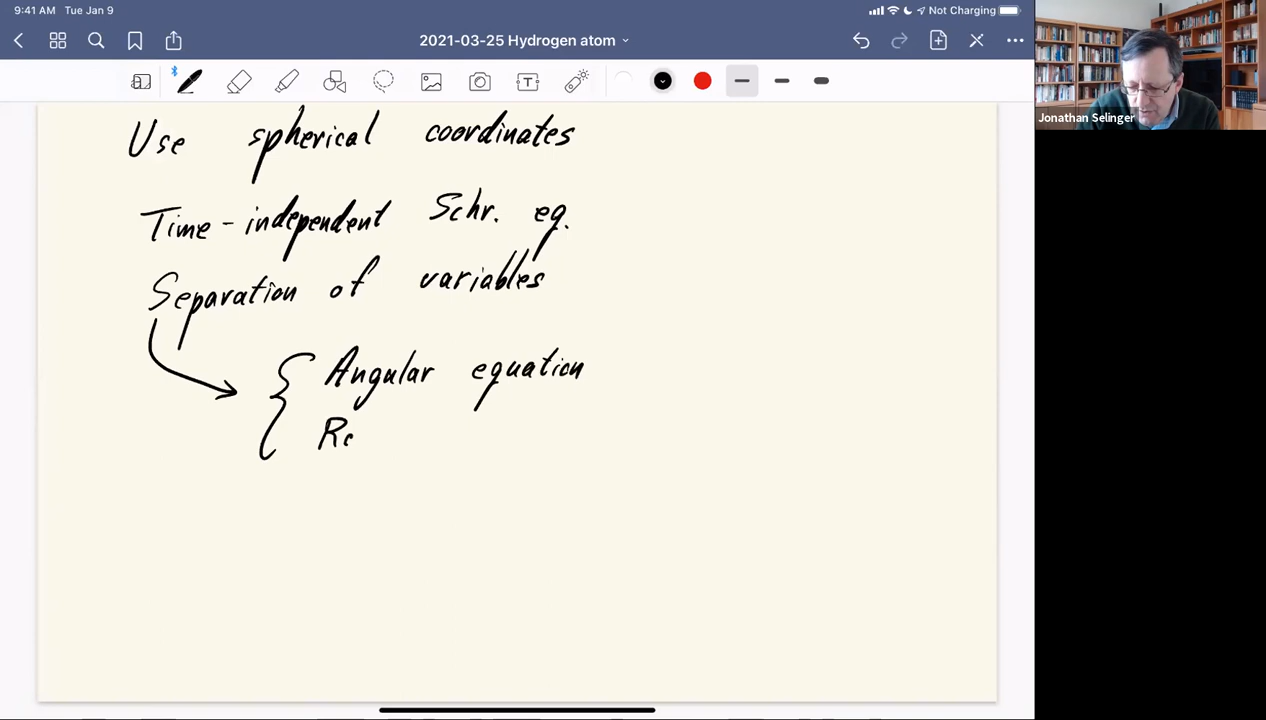 9:41 AM Tue Jan 9
Not Charging
2021-03-25 Hydrogen atom
T
Jonathan Selinger
Use spherical coordinates
Time-independent Schr. eq.
Separation of variables
Angular equation